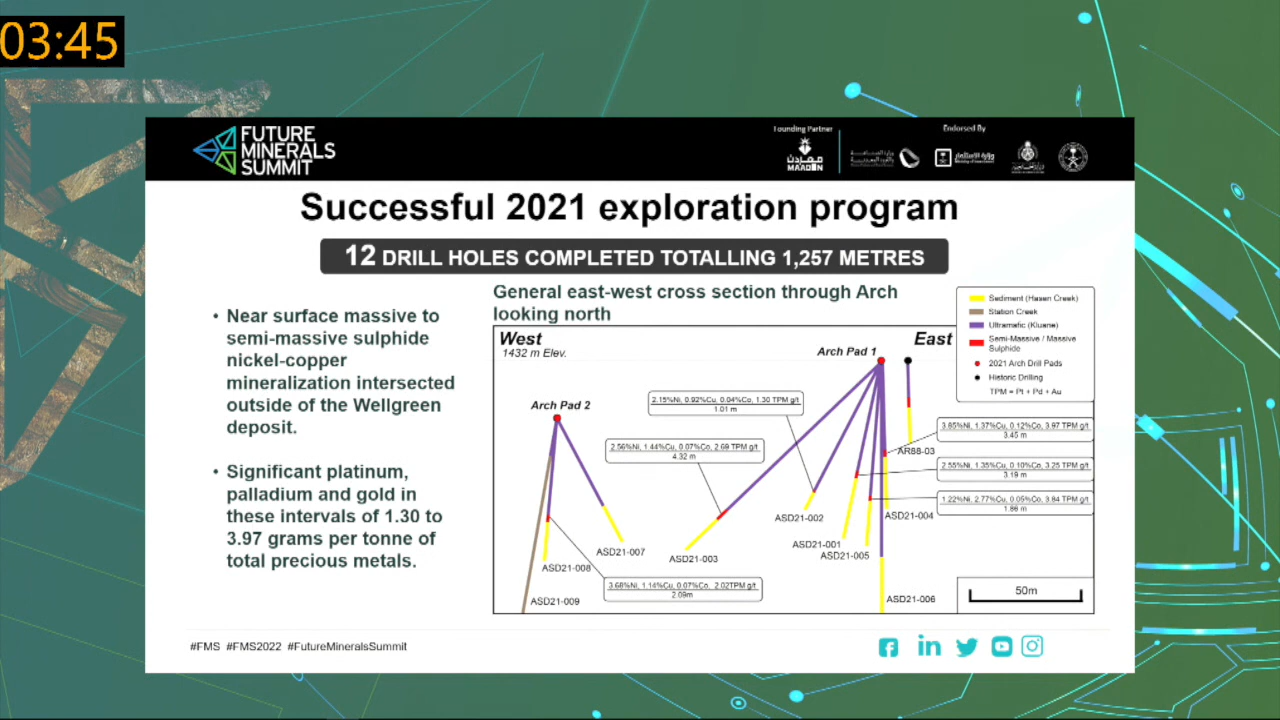 03:45
FUTURE
MINERALS
SUMMIT
Founding Partner
MAADEN
Endorsed By
Successful 2021 exploration program
12 DRILL HOLES COMPLETED TOTALLING 1,257 METRES
• Near surface massive to
semi-massive sulphide
nickel-copper
mineralization intersected
outside of the Wellgreen
deposit.
• Significant platinum,
palladium and gold in
these intervals of 1.30 to
3.97 grams per tonne of
total precious metals.
General east-west cross section through Arch
looking north
West
1432 m Elev.
East
Arch Pad 1
Arch Pad 2
Sediment (Hasen Creek)
Station Creek
Ultramafic (Kluane)
Semi-Massive / Massive
Sulphide
2021 Arch Drill Pads
Historic Drilling
TPM = Pt + Pd + Au
2.15%Ni, 0.92%Cu, 0.04%Co, 1.30 TPM g/t
1.01 m
2.56%Ni, 1.44%Cu, 0.07%Co, 2.69 TPM g/t
4.32 m
3.85%Ni, 1.37%Cu, 0.12%Co, 3.97 TPM g/t
3.45 m
AR88-03
2.55%Ni, 1.35%Cu, 0.10%Co, 3.25 TPM g/t
3.19 m
1.22%Ni, 2.77%Cu, 0.05%Co, 3.84 TPM g/t
1.86 m
ASD21-002
ASD21-004
ASD21-001
ASD21-005
ASD21-007
ASD21-003
ASD21-008
3.68%Ni, 1.14%Cu, 0.07%Co, 2.02TPM g/t
2.09m
ASD21-009
ASD21-006
50m
#FMS #FMS2022 #FutureMineralsSummit